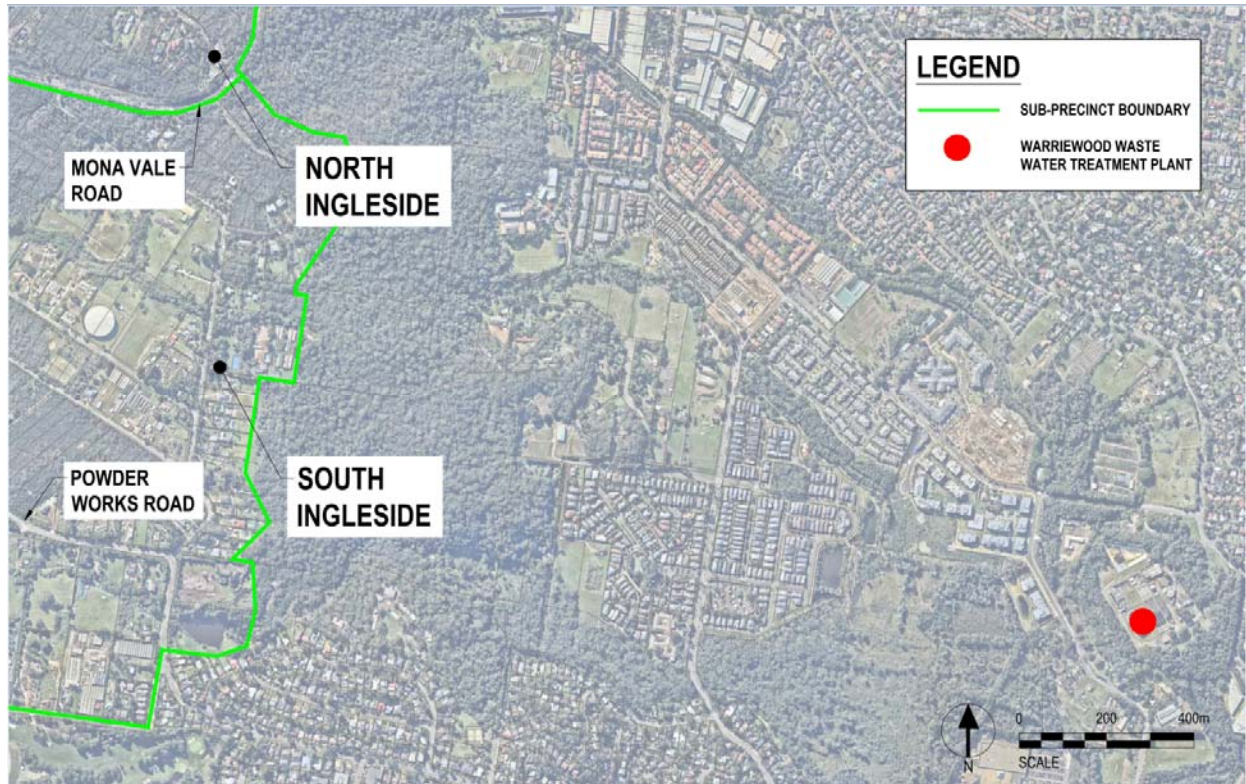 LEGEND
SUB-PRECINCT BOUNDARY
WARRIEWOOD WASTE
WATER TREATMENT PLANT
MONA VALE
ROAD
NORTH
INGLESIDE
POWDER
WORKS ROAD
SOUTH
INGLESIDE
0 200 400m
SCALE
N